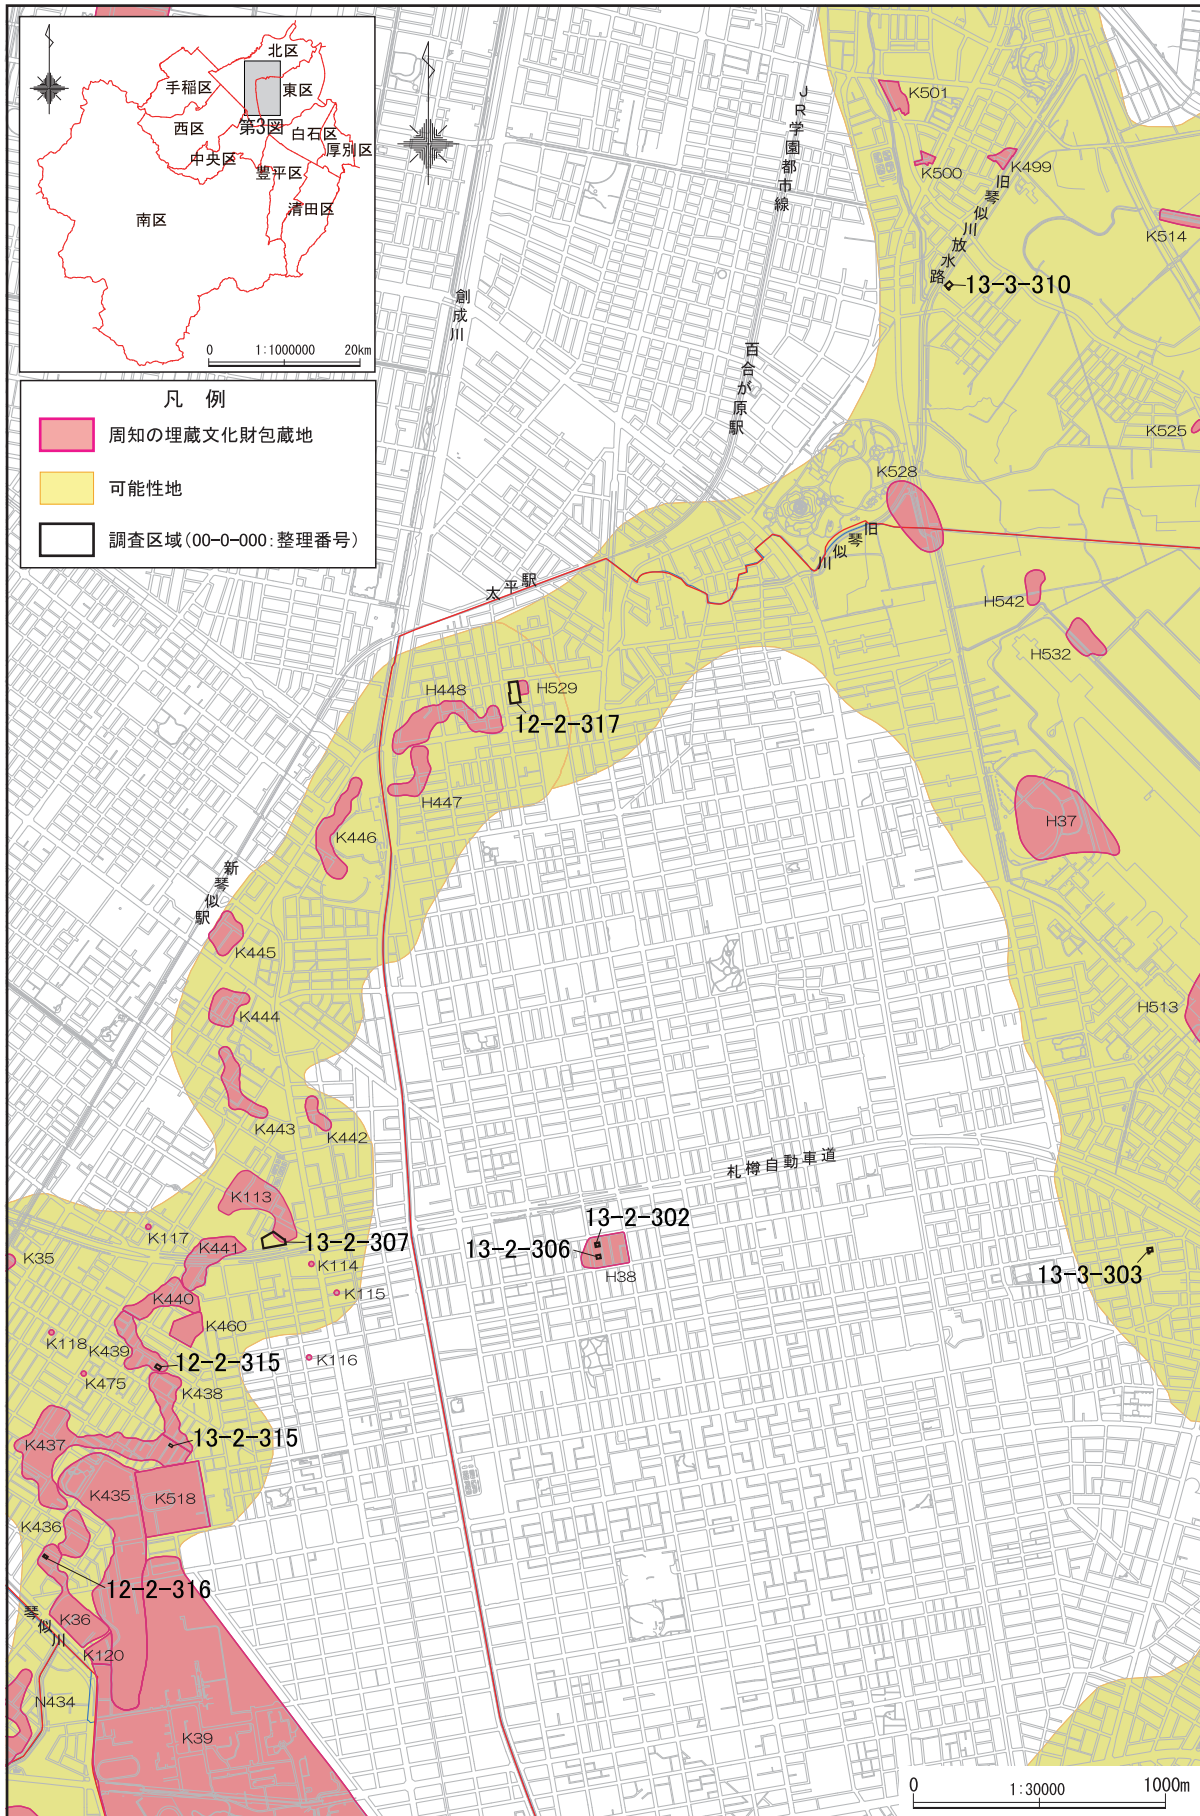 北区
手稲区
東区
西区
第3図
白石区
中央区
厚別区
豊平区
清田区
南区
0
1:1000000
20km
凡 例
周知の埋蔵文化財包蔵地
可能性地
調査区域(00-0-000:整理番号)
JR学園都市線
創成川
百合が原駅
K501
K500
K499
旧琴似川放水路
K514
13-3-310
K525
K528
旧琴似川
太平駅
H542
H532
H448
H529
12-2-317
H447
K446
H37
新琴似駅
K445
K444
H513
K443
K442
札樽自動車道
K113
K117
13-2-307
K441
K35
K114
13-2-302
13-2-306
H38
13-3-303
K440
K115
K460
K118
K439
12-2-315
K116
K475
K438
K437
13-2-315
K435
K518
K436
12-2-316
K36
琴似川
K120
N434
K39
0
1:30000
1000m